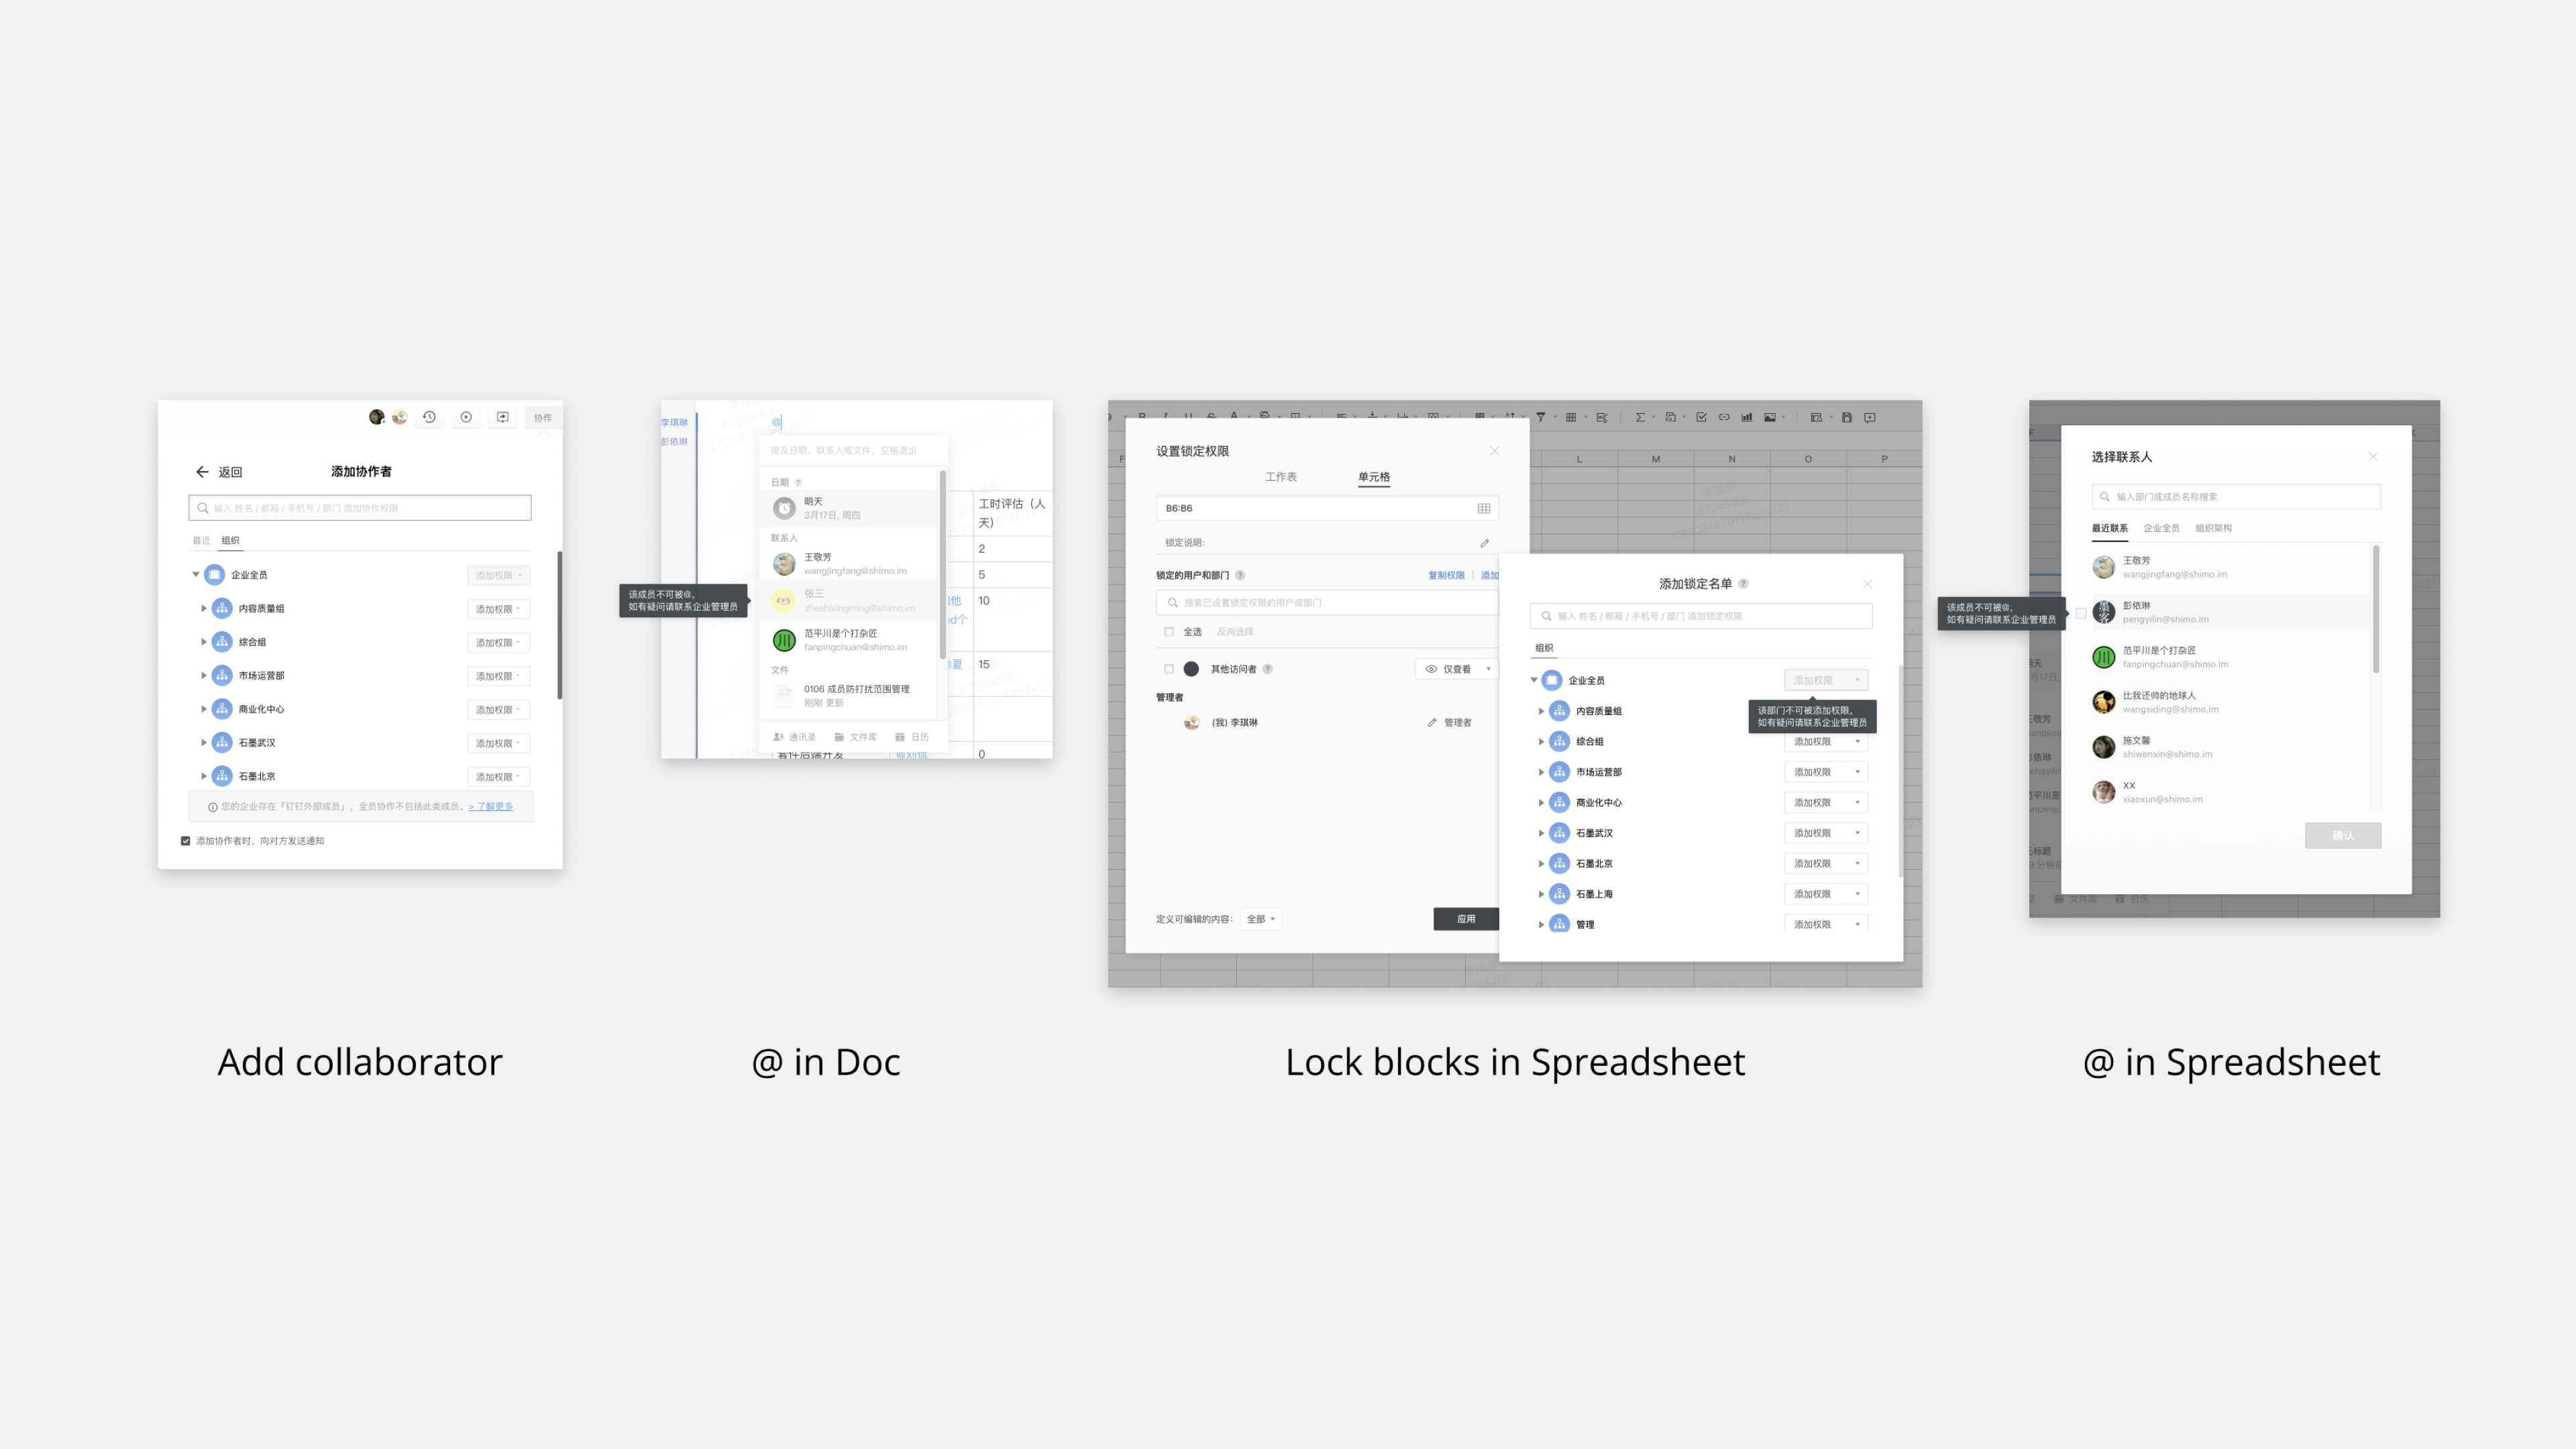 协作
返回
添加协作者
输入 姓名 / 邮箱 / 手机号 / 部门 添加协作权限
最近 组织
企业全员 添加权限
内容质量组 添加权限
综合组 添加权限
市场运营部 添加权限
商业化中心 添加权限
石墨武汉 添加权限
石墨北京 添加权限
您的企业存在「钉钉外部成员」，全员协作不包括此类成员。 > 了解更多
添加协作者时，向对方发送通知
Add collaborator
李琪琳
彭依琳
@
提及日期、联系人或文件，空格退出
日期 ?
明天
3月17日, 周四
联系人
王敬芳
wangjingfang@shimo.im
张三
zheshixingming@shimo.im
范平川是个打杂匠
fanpingchuan@shimo.im
文件
0106 成员防打扰范围管理
刚刚 更新
通讯录 文件库 日历
该成员不可被@，
如有疑问请联系企业管理员
工时评估（人
天）
2
5
10
15
0
@ in Doc
L M N O P
设置锁定权限
工作表 单元格
B6:B6
锁定说明:
锁定的用户和部门 ? 复制权限 | 添加
搜索已设置锁定权限的用户或部门
全选 反向选择
其他访问者 ? 仅查看
管理者
(我) 李琪琳 管理者
定义可编辑的内容: 全部 应用
添加锁定名单 ?
输入 姓名 / 邮箱 / 手机号 / 部门 添加锁定权限
组织
企业全员 添加权限
该部门不可被添加权限，
如有疑问请联系企业管理员
内容质量组
综合组 添加权限
市场运营部 添加权限
商业化中心 添加权限
石墨武汉 添加权限
石墨北京 添加权限
石墨上海 添加权限
管理 添加权限
Lock blocks in Spreadsheet
选择联系人
输入部门或成员名称搜索
最近联系 企业全员 组织架构
王敬芳
wangjingfang@shimo.im
彭依琳
pengyilin@shimo.im
该成员不可被@，
如有疑问请联系企业管理员
范平川是个打杂匠
fanpingchuan@shimo.im
比我还帅的地球人
wangsiding@shimo.im
施文馨
shiwenxin@shimo.im
XX
xiaoxun@shimo.im
确认
文件库 日历
@ in Spreadsheet